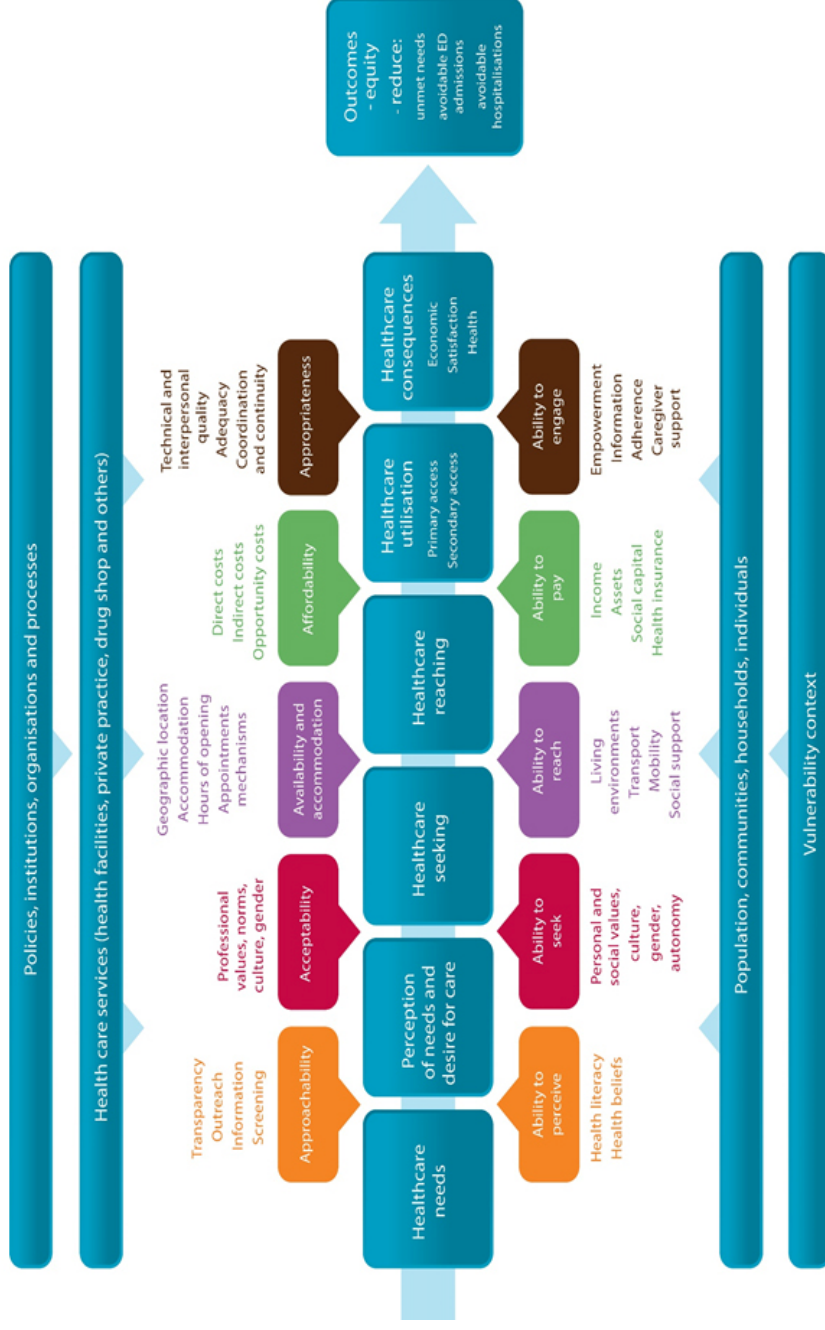 Policies, institutions, organisations and processes
Health care services (health facilities, private practice, drug shop and others)
Transparency
Outreach
Information
Screening
Professional
values, norms,
culture, gender
Geographic location
Accommodation
Hours of opening
Appointments
mechanisms
Direct costs
Indirect costs
Opportunity costs
Technical and
interpersonal
quality
Adequacy
Coordination
and continuity
Approachability
Acceptability
Availability and
accommodation
Affordability
Appropriateness
Healthcare
needs
Perception
of needs and
desire for care
Healthcare
seeking
Healthcare
reaching
Healthcare
utilisation
Primary access
Secondary access
Healthcare
consequences
Economic
Satisfaction
Health
Outcomes
- equity
- reduce:
unmet needs
avoidable ED
admissions
avoidable
hospitalisations
Ability to
perceive
Ability to
seek
Ability to
reach
Ability to
pay
Ability to
engage
Health literacy
Health beliefs
Personal and
social values,
culture,
gender,
autonomy
Living
environments
Transport
Mobility
Social support
Income
Assets
Social capital
Health insurance
Empowerment
Information
Adherence
Caregiver
support
Population, communities, households, individuals
Vulnerability context